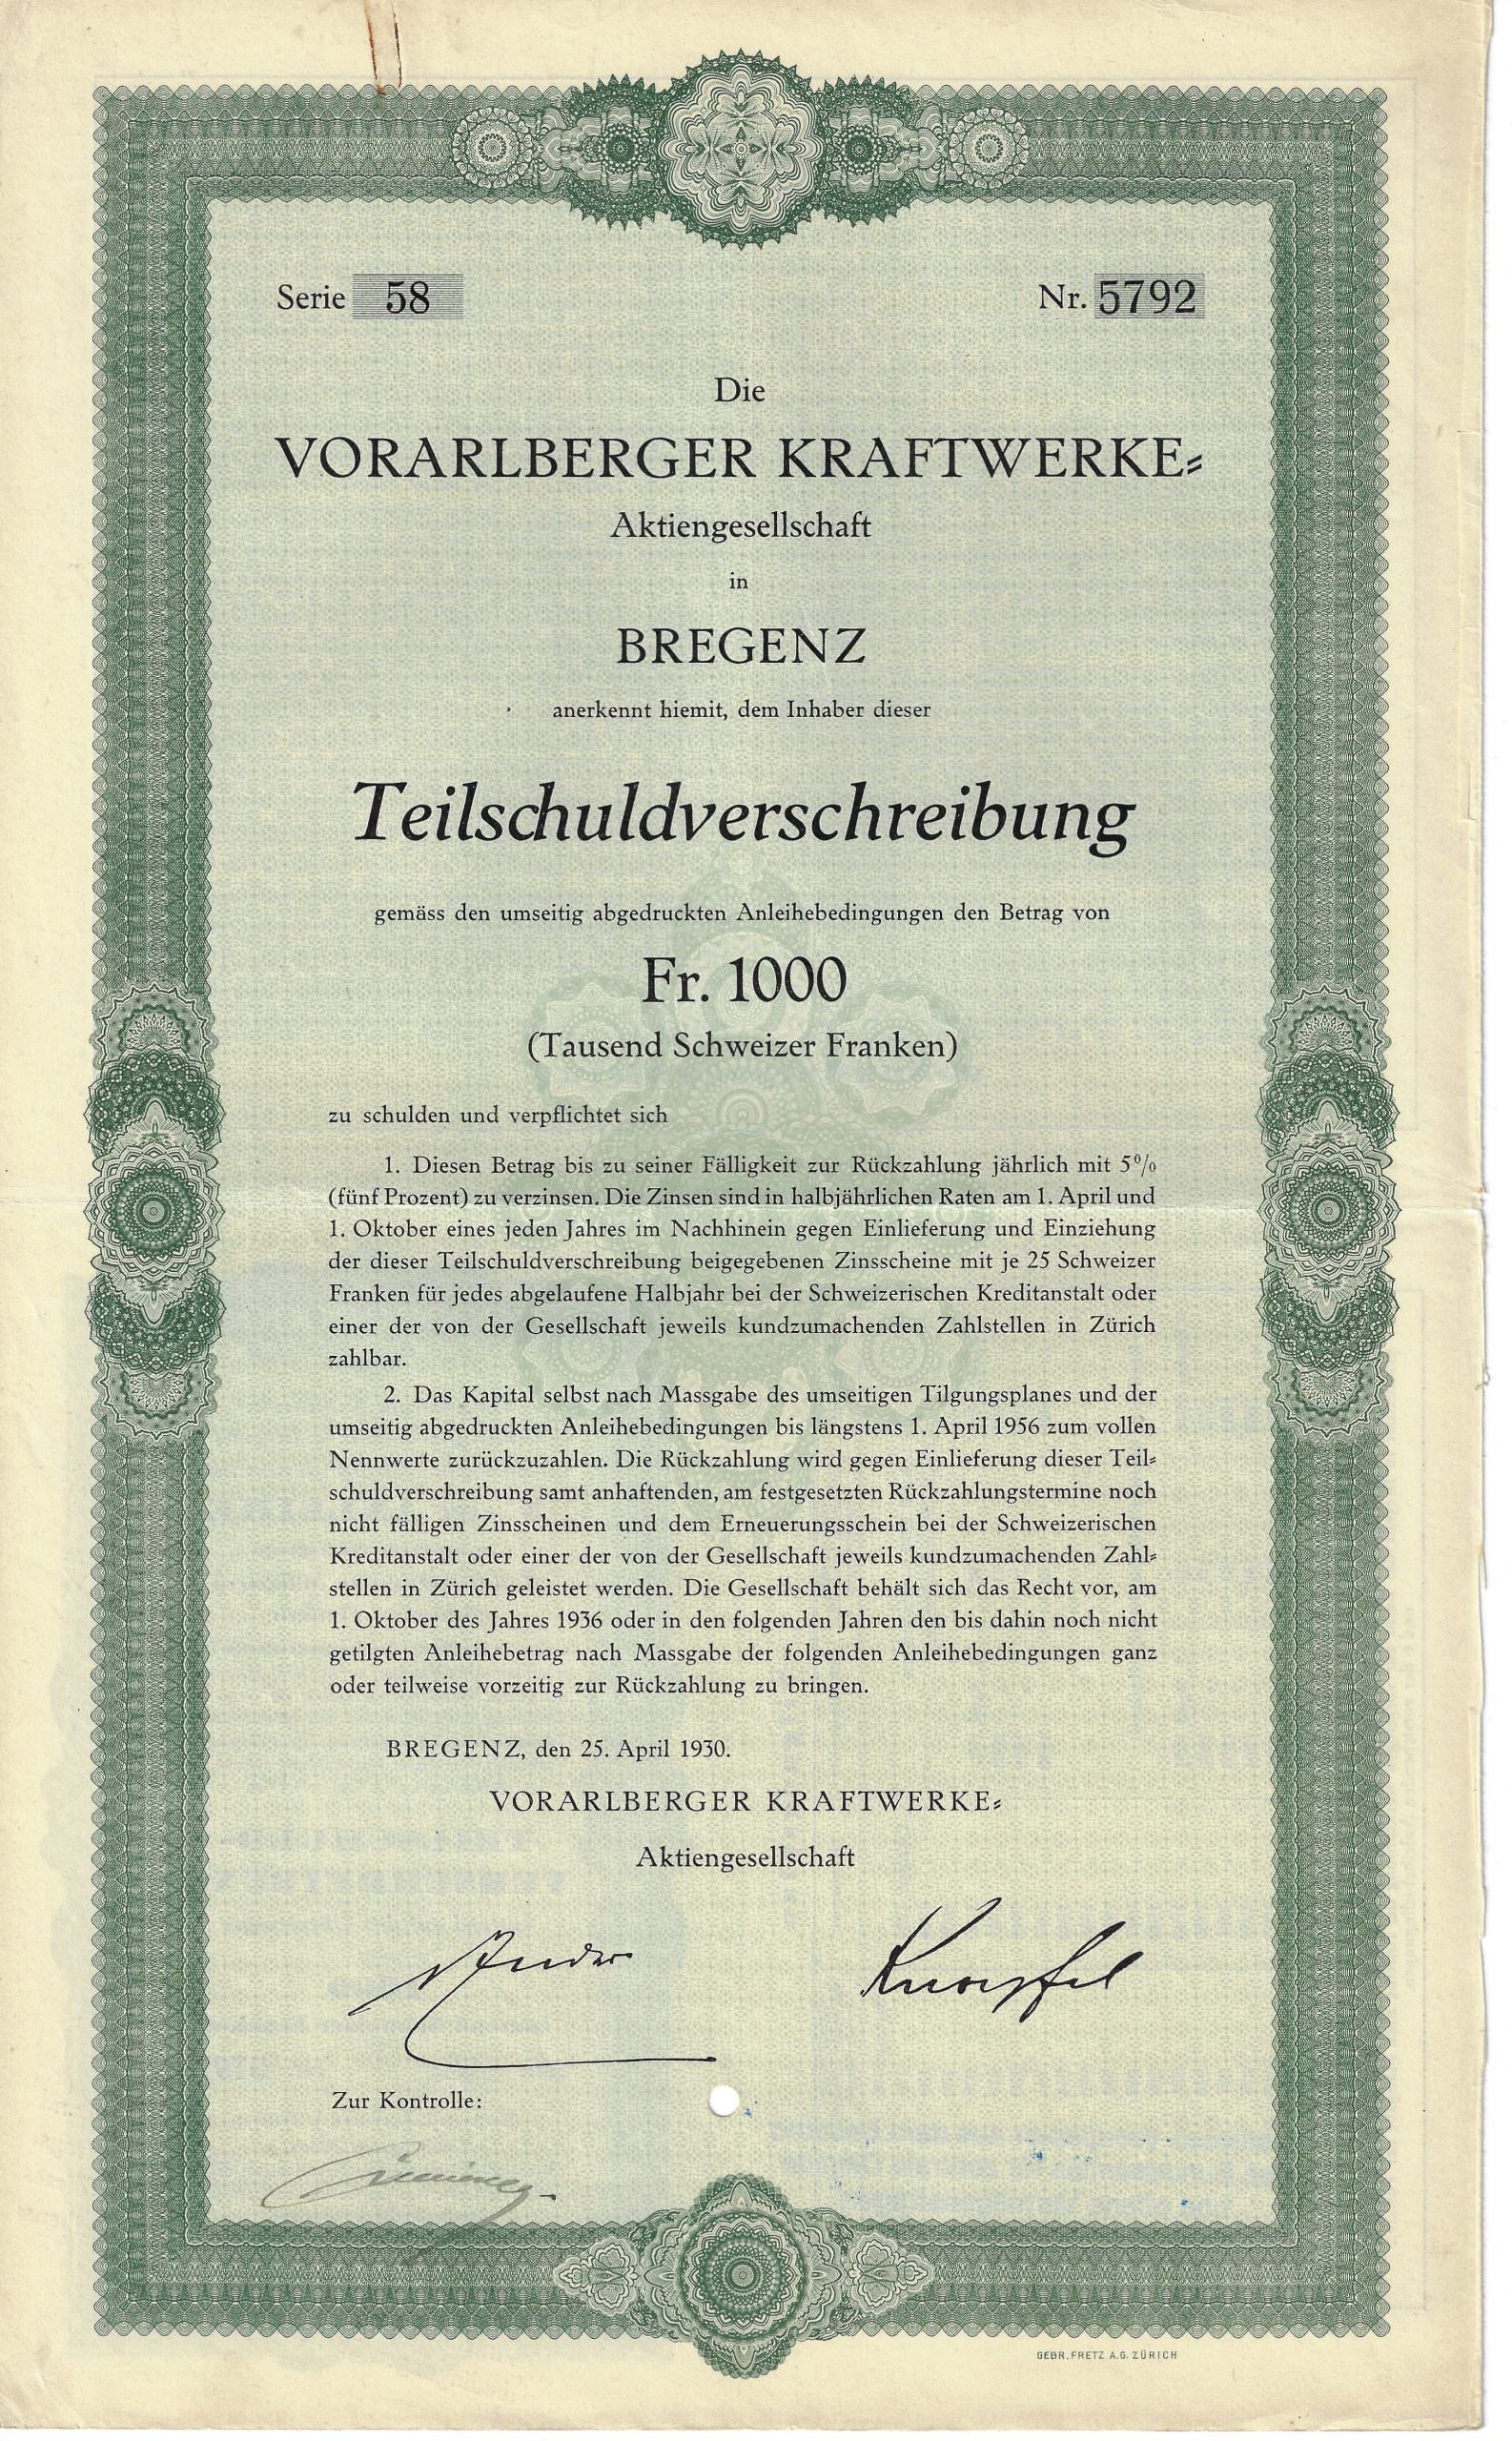 Serie 58
Nr. 5792
Die
VORARLBERGER KRAFTWERKE=
Aktiengesellschaft
in
BREGENZ
anerkennt hiemit, dem Inhaber dieser
Teilschuldverschreibung
gemäss den umseitig abgedruckten Anleihebedingungen den Betrag von
Fr. 1000
(Tausend Schweizer Franken)
zu schulden und verpflichtet sich
1. Diesen Betrag bis zu seiner Fälligkeit zur Rückzahlung jährlich mit 5%
(fünf Prozent) zu verzinsen. Die Zinsen sind in halbjährlichen Raten am 1. April und
1. Oktober eines jeden Jahres im Nachhinein gegen Einlieferung und Einziehung
der dieser Teilschuldverschreibung beigegebenen Zinsscheine mit je 25 Schweizer
Franken für jedes abgelaufene Halbjahr bei der Schweizerischen Kreditanstalt oder
einer der von der Gesellschaft jeweils kundzumachenden Zahlstellen in Zürich
zahlbar.
2. Das Kapital selbst nach Massgabe des umseitigen Tilgungsplanes und der
umseitig abgedruckten Anleihebedingungen bis längstens 1. April 1956 zum vollen
Nennwerte zurückzuzahlen. Die Rückzahlung wird gegen Einlieferung dieser Teil=
schuldverschreibung samt anhaftenden, am festgesetzten Rückzahlungstermine noch
nicht fälligen Zinsscheinen und dem Erneuerungsschein bei der Schweizerischen
Kreditanstalt oder einer der von der Gesellschaft jeweils kundzumachenden Zahl=
stellen in Zürich geleistet werden. Die Gesellschaft behält sich das Recht vor, am
1. Oktober des Jahres 1936 oder in den folgenden Jahren den bis dahin noch nicht
getilgten Anleihebetrag nach Massgabe der folgenden Anleihebedingungen ganz
oder teilweise vorzeitig zur Rückzahlung zu bringen.
BREGENZ, den 25. April 1930.
VORARLBERGER KRAFTWERKE=
Aktiengesellschaft
Zur Kontrolle:
GEBR. FRETZ A.G. ZÜRICH